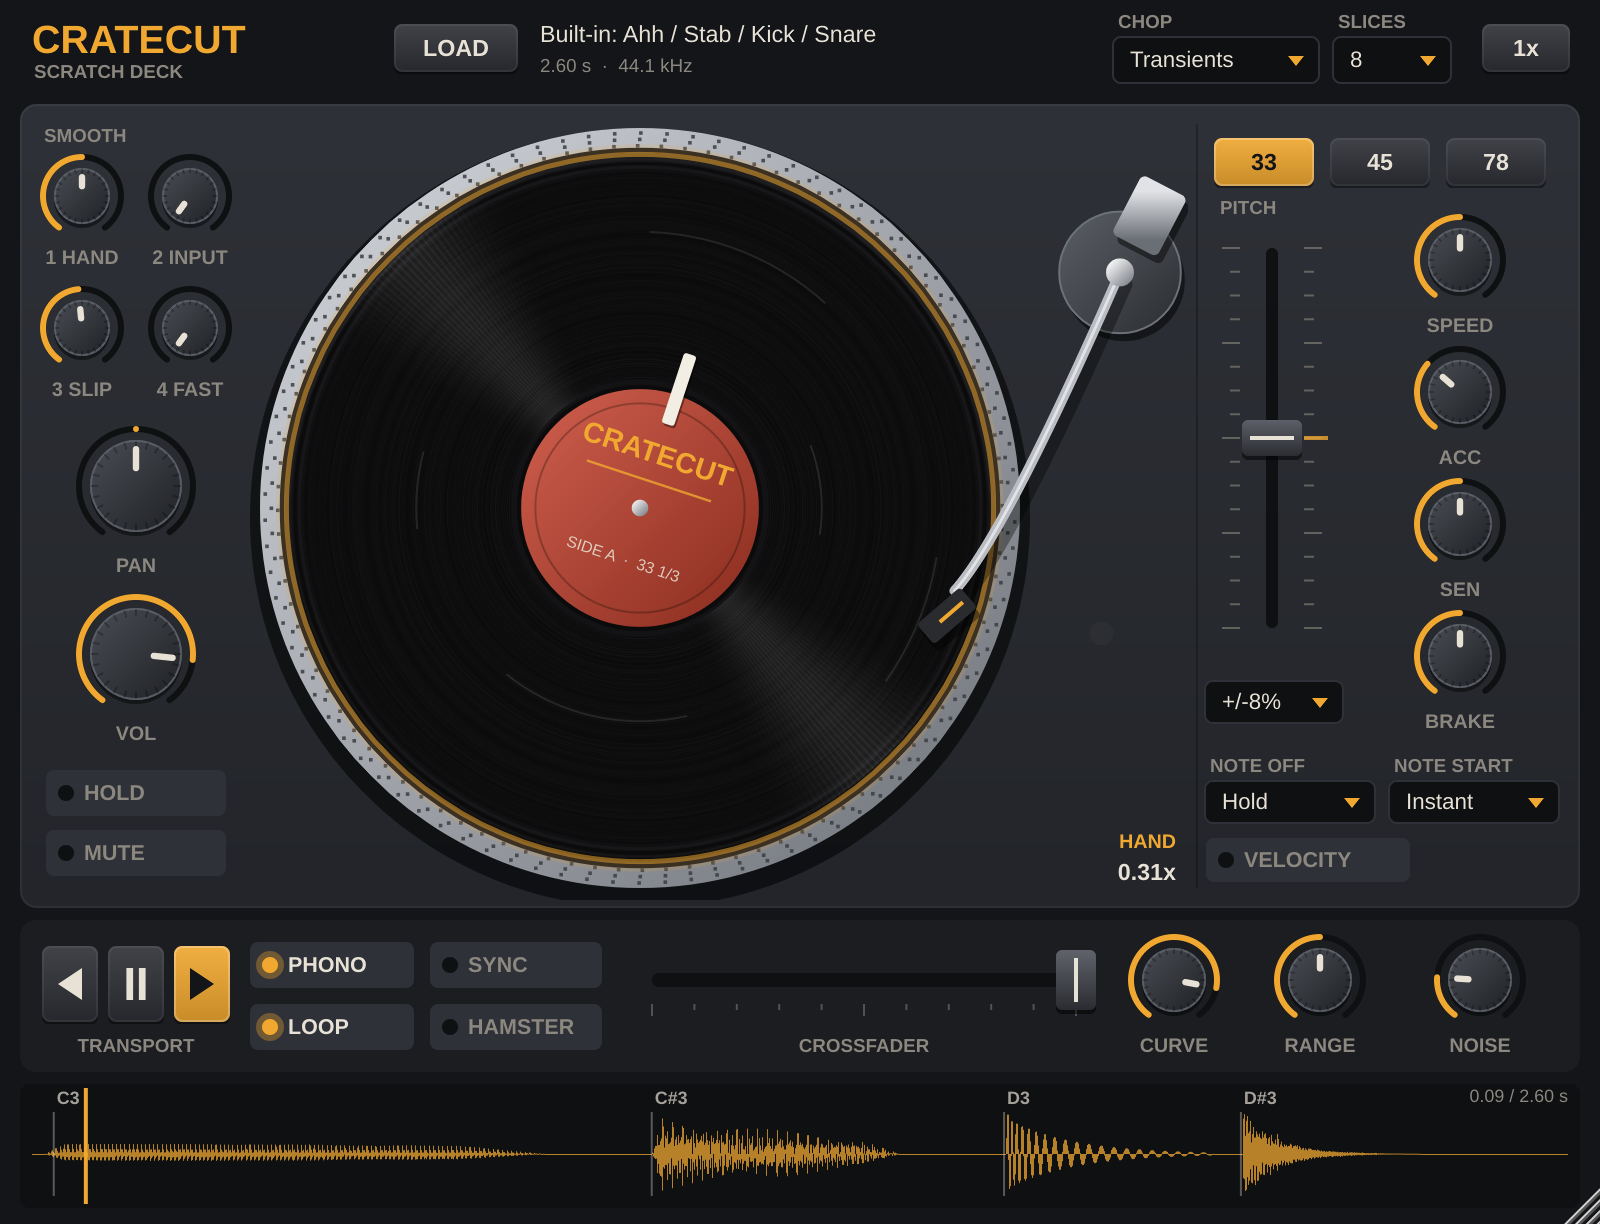 CRATECUT
SCRATCH DECK
LOAD
Built-in: Ahh / Stab / Kick / Snare
2.60 s · 44.1 kHz
CHOP
Transients
SLICES
8
1x
SMOOTH
1 HAND
2 INPUT
3 SLIP
4 FAST
PAN
VOL
HOLD
MUTE
CRATECUT
SIDE A · 33 1/3
HAND
0.31x
33
45
78
PITCH
SPEED
ACC
SEN
BRAKE
+/-8%
NOTE OFF
Hold
NOTE START
Instant
VELOCITY
TRANSPORT
PHONO
SYNC
LOOP
HAMSTER
CROSSFADER
CURVE
RANGE
NOISE
C3
C#3
D3
D#3
0.09 / 2.60 s